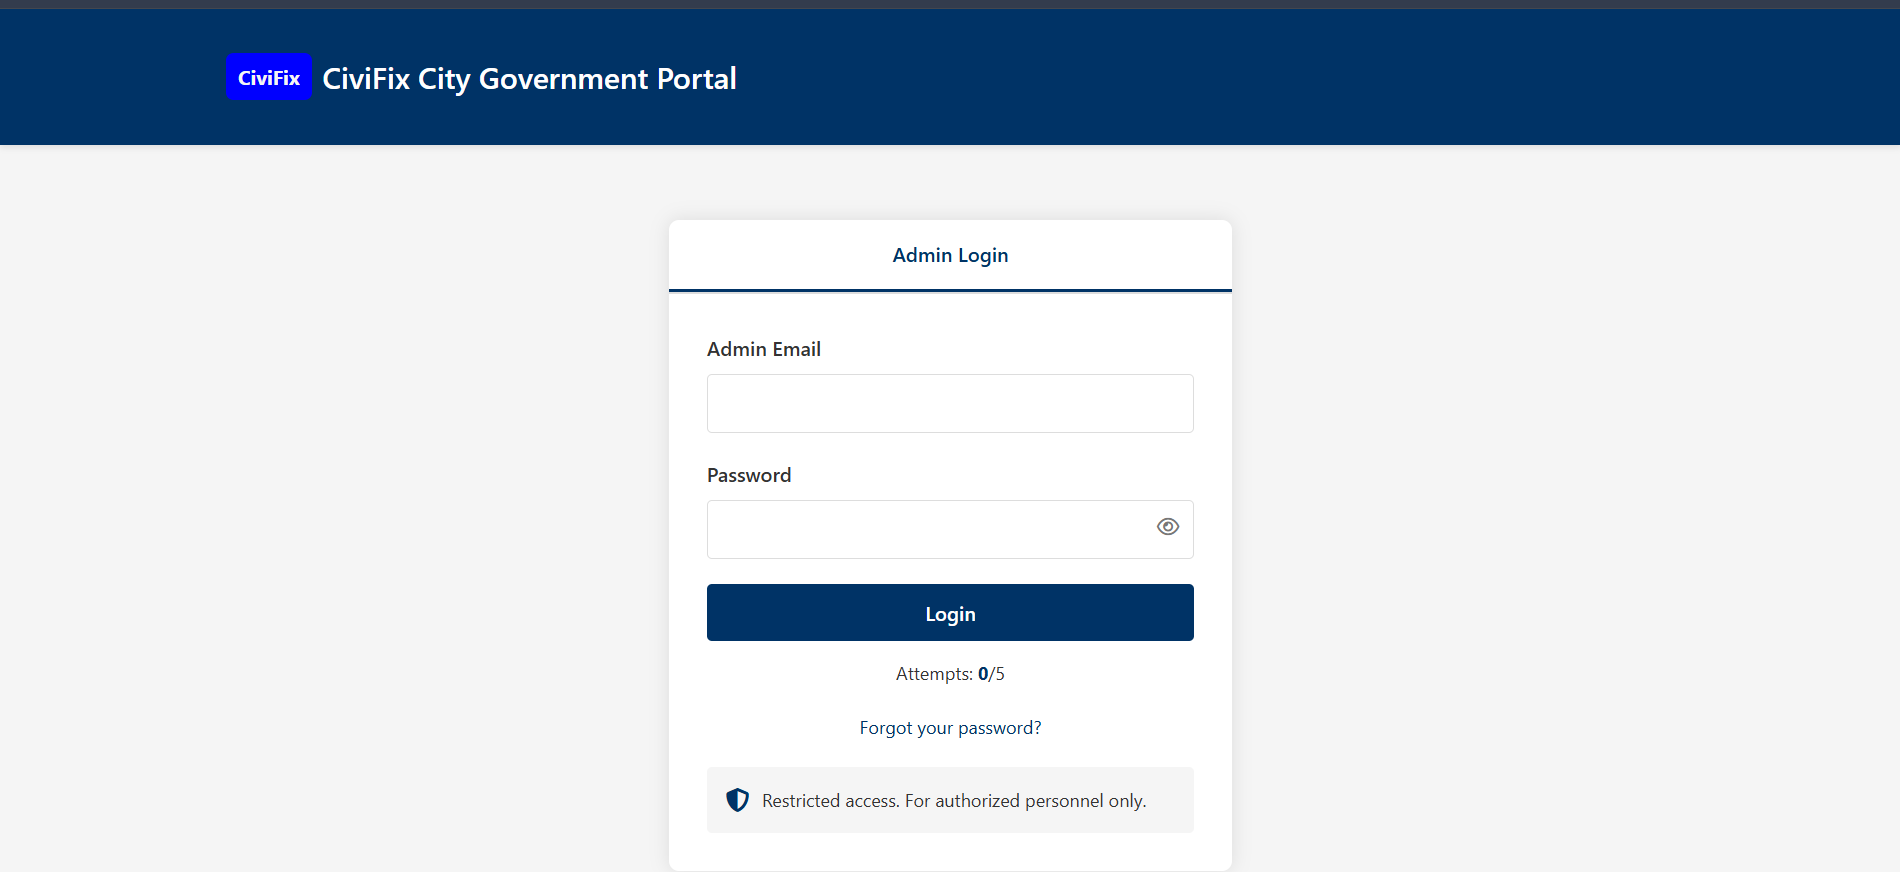 CiviFix
CiviFix City Government Portal
Admin Login
Admin Email
Password
Login
Attempts: 0/5
Forgot your password?
Restricted access. For authorized personnel only.